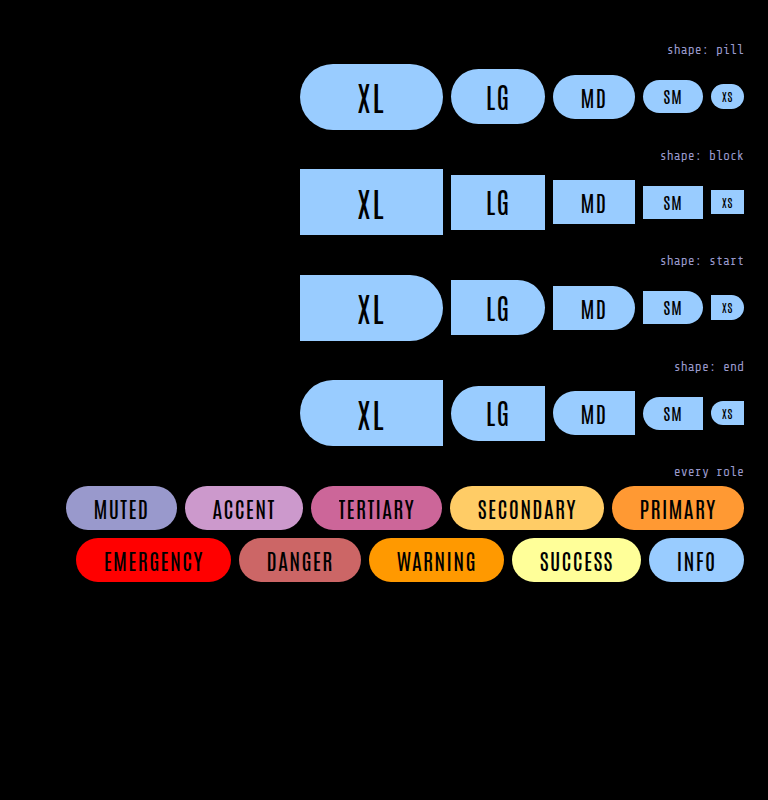 shape: pill
XL LG MD SM XS
shape: block
XL LG MD SM XS
shape: start
XL LG MD SM XS
shape: end
XL LG MD SM XS
every role
MUTED ACCENT TERTIARY SECONDARY PRIMARY
EMERGENCY DANGER WARNING SUCCESS INFO